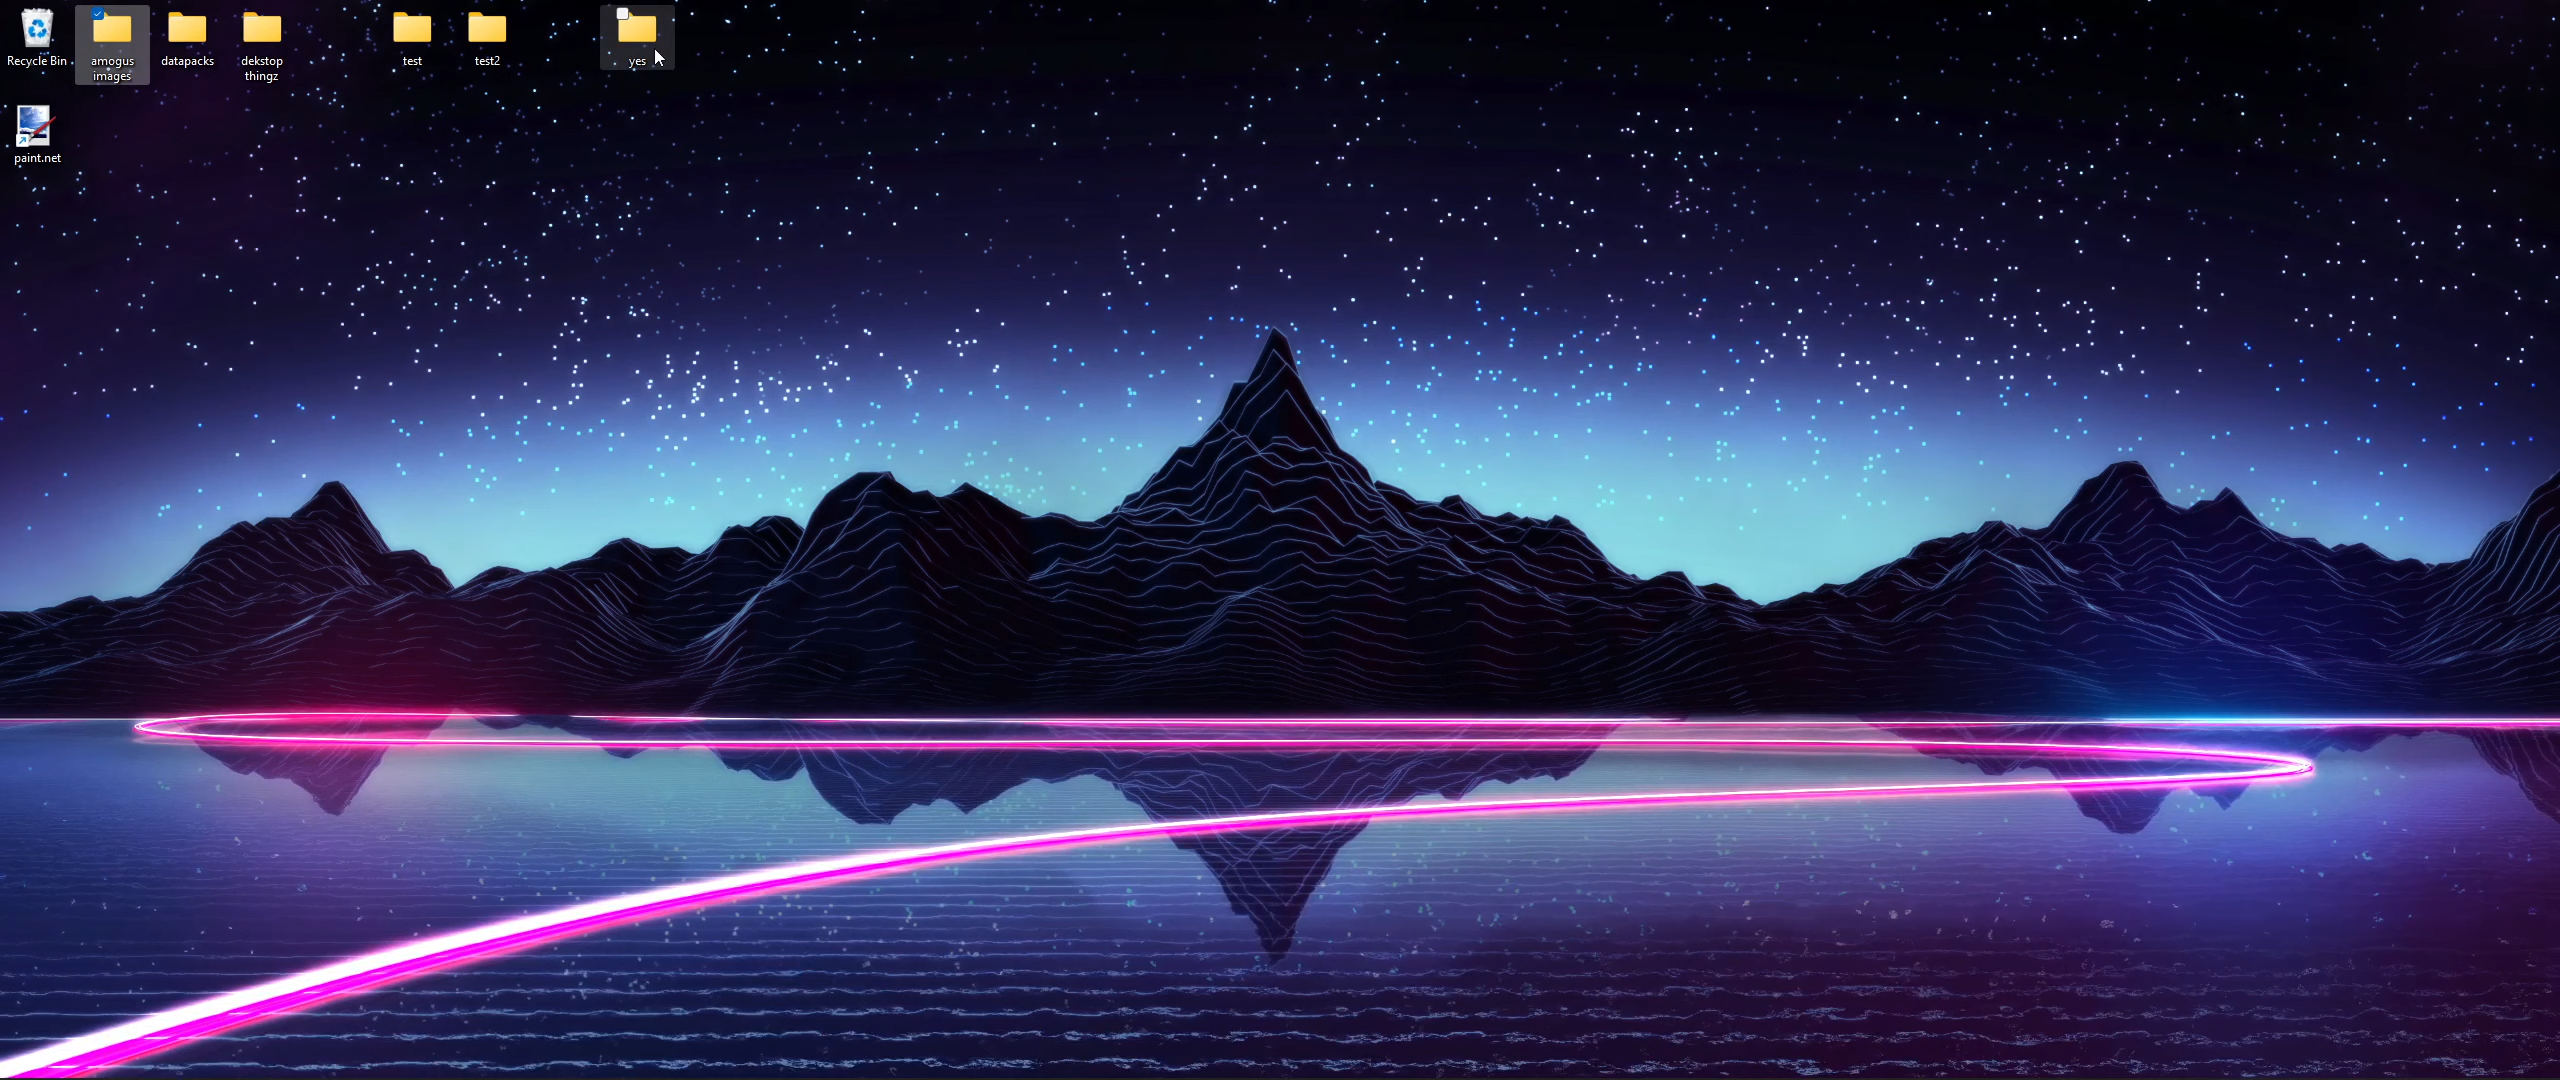 Recycle Bin
amogus
images
datapacks
dekstop
thingz
test
test2
yes
paint.net